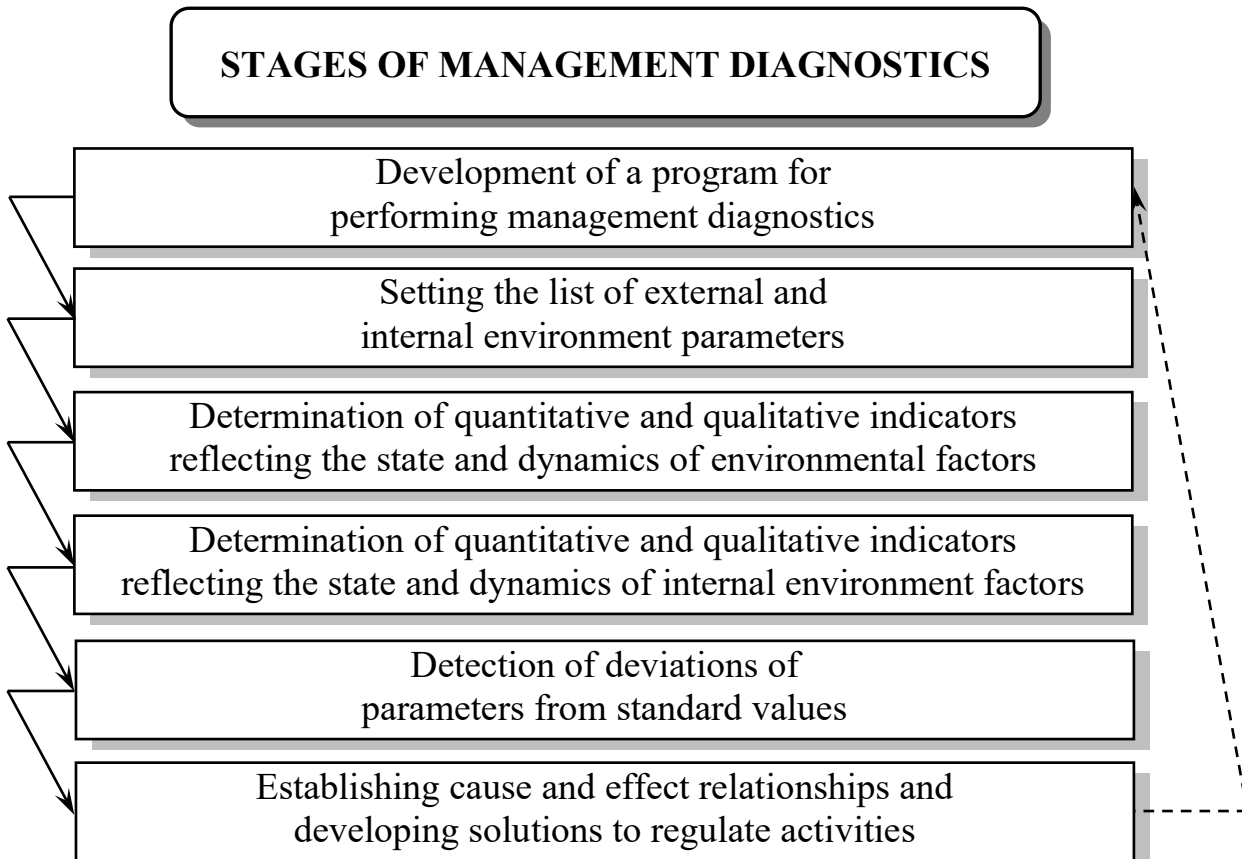 STAGES OF MANAGEMENT DIAGNOSTICS
Development of a program for
performing management diagnostics
Setting the list of external and
internal environment parameters
Determination of quantitative and qualitative indicators
reflecting the state and dynamics of environmental factors
Determination of quantitative and qualitative indicators
reflecting the state and dynamics of internal environment factors
Detection of deviations of
parameters from standard values
Establishing cause and effect relationships and
developing solutions to regulate activities